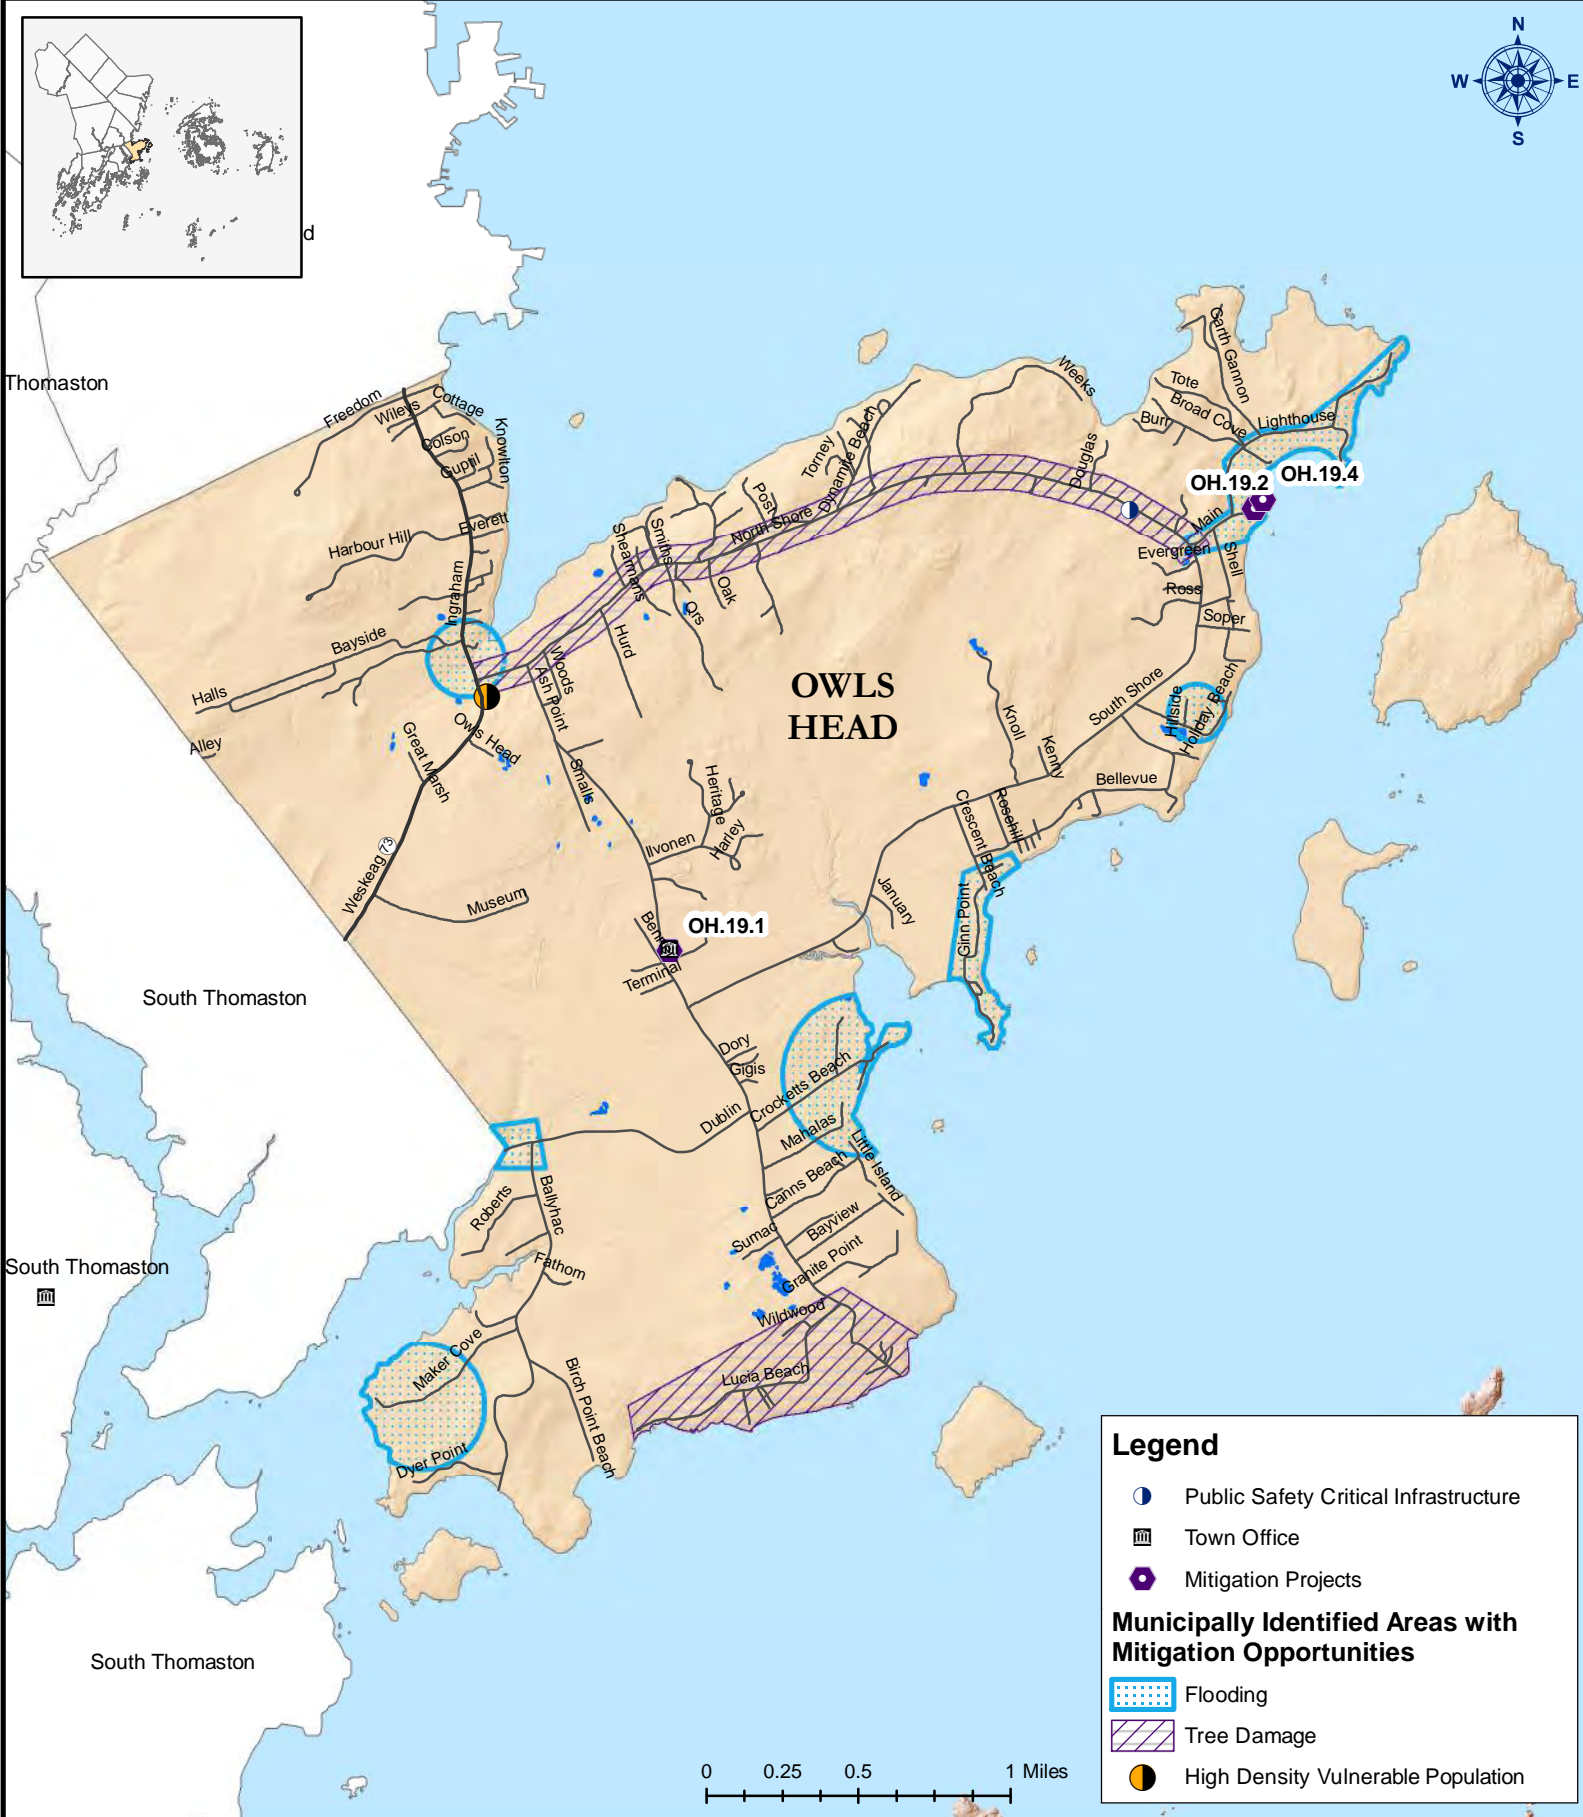 N
W
E
S
d
Thomaston
Freedom
Wileys
Cottage
Colson
Guptil
Knowlton
Everett
Harbour Hill
Ingraham
Bayside
Halls
Alley
Great Marsh
Owls Head
Weskeag
73
Museum
Woods
Ash Point
Smalls
Shearmans
Smiths
Qrs
Oak
Hurd
Post
North Shore
Torney
Dynamite Beach
Weeks
Douglas
Garth Gannon
Tote
Broad Cove
Burr
Lighthouse
OH.19.2
OH.19.4
Main
Evergreen
Shell
Ross
Soper
South Shore
Hillside
Holiday Beach
Knoll
Kenny
Bellevue
Crescent Beach
Rosehill
Ginn Point
January
OWLS
HEAD
Heritage
Harley
Ilvonen
OH.19.1
Terminal
Dory
Gigis
Dublin
Crocketts Beach
Mahalas
Little Island
Canns Beach
Bayview
Sumac
Granite Point
Wildwood
Lucia Beach
Ballyhac
Roberts
Fathom
Maker Cove
Birch Point Beach
Dyer Point
South Thomaston
South Thomaston
South Thomaston
0 0.25 0.5 1 Miles
Legend
Public Safety Critical Infrastructure
Town Office
Mitigation Projects
Municipally Identified Areas with
Mitigation Opportunities
Flooding
Tree Damage
High Density Vulnerable Population